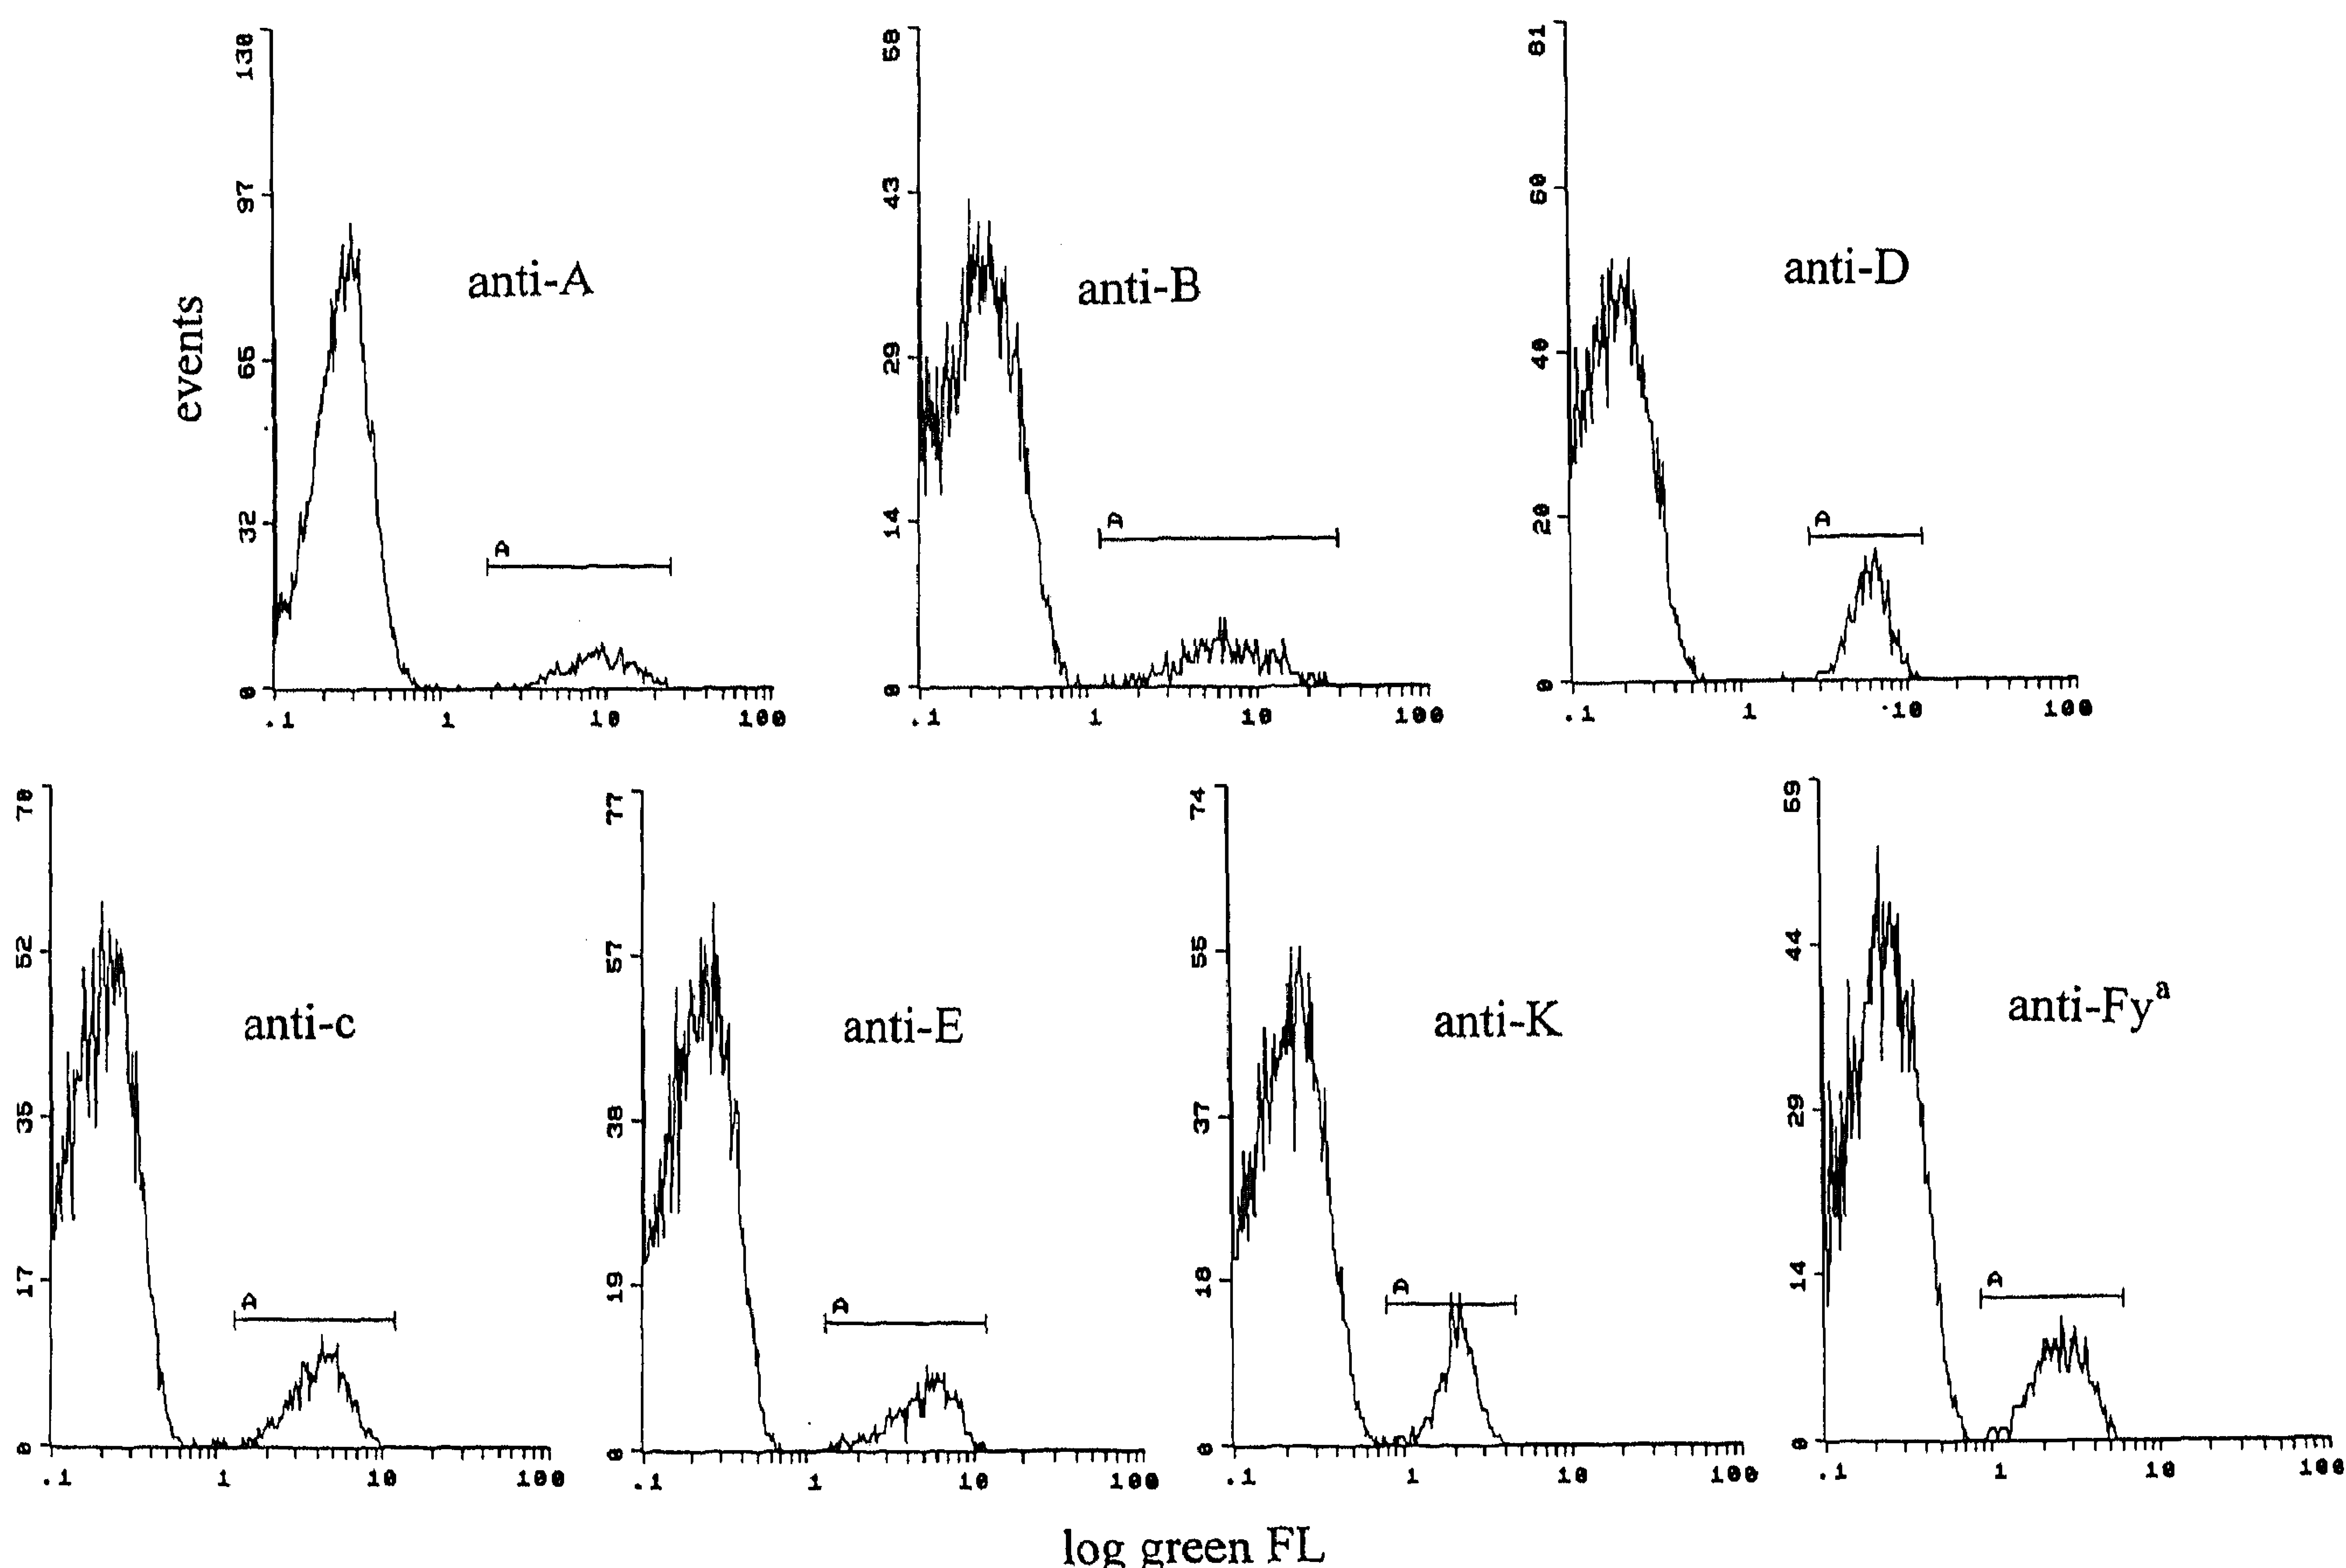 130
97
65
32
0
events
anti-A
A
.1 1 10 100
58
43
29
14
0
anti-B
A
.1 1 10 100
81
60
40
20
0
anti-D
A
.1 1 10 100
70
52
35
17
0
anti-c
A
.1 1 10 100
77
57
38
19
0
anti-E
A
.1 1 10 100
74
55
37
18
0
anti-K
A
.1 1 10 100
59
44
29
14
0
anti-Fyª
A
.1 1 10 100
log green FL